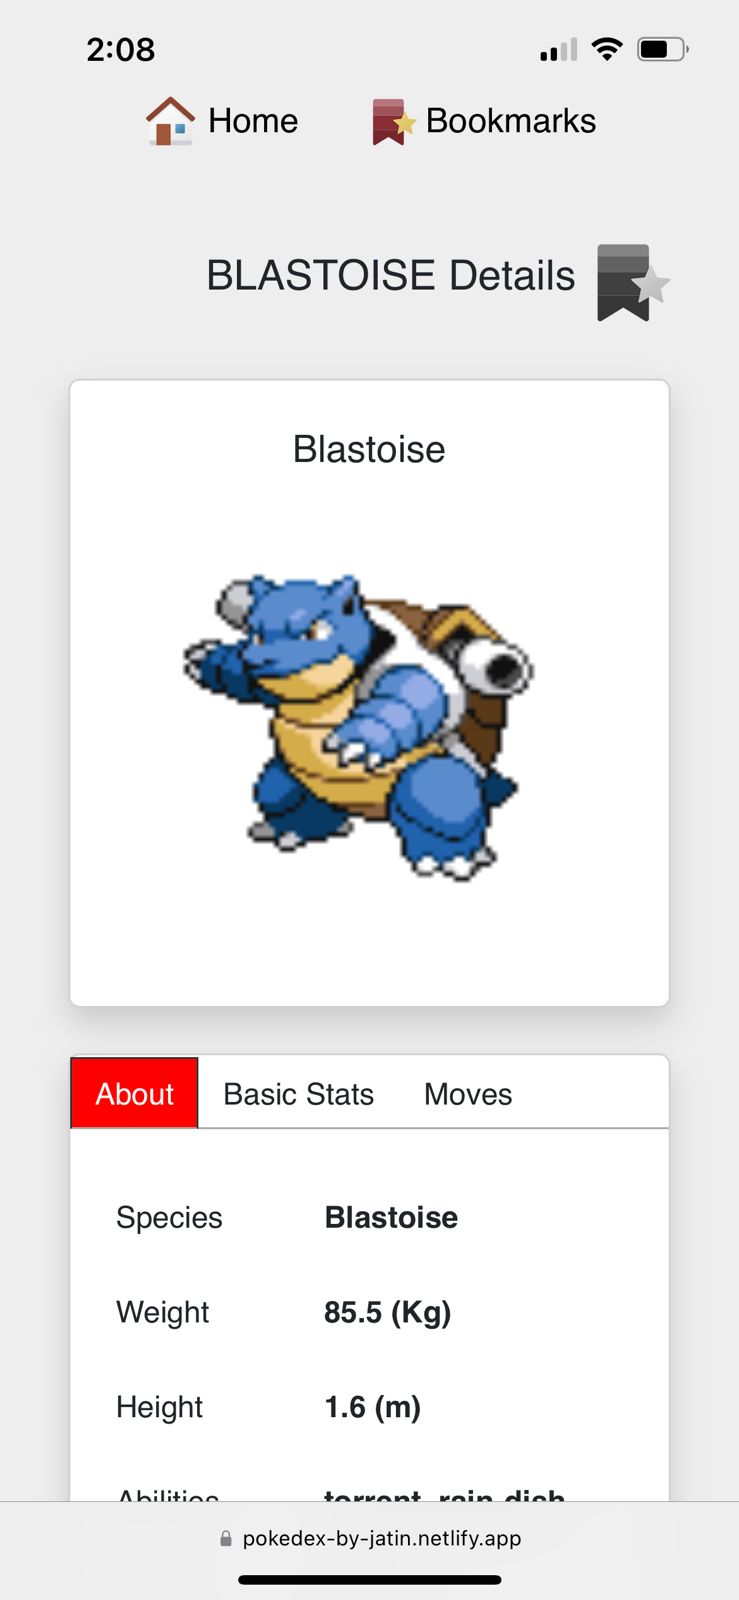 2:08
Home Bookmarks
BLASTOISE Details
Blastoise
About Basic Stats Moves
Species Blastoise
Weight 85.5 (Kg)
Height 1.6 (m)
Abilities torrent, rain-dish
pokedex-by-jatin.netlify.app